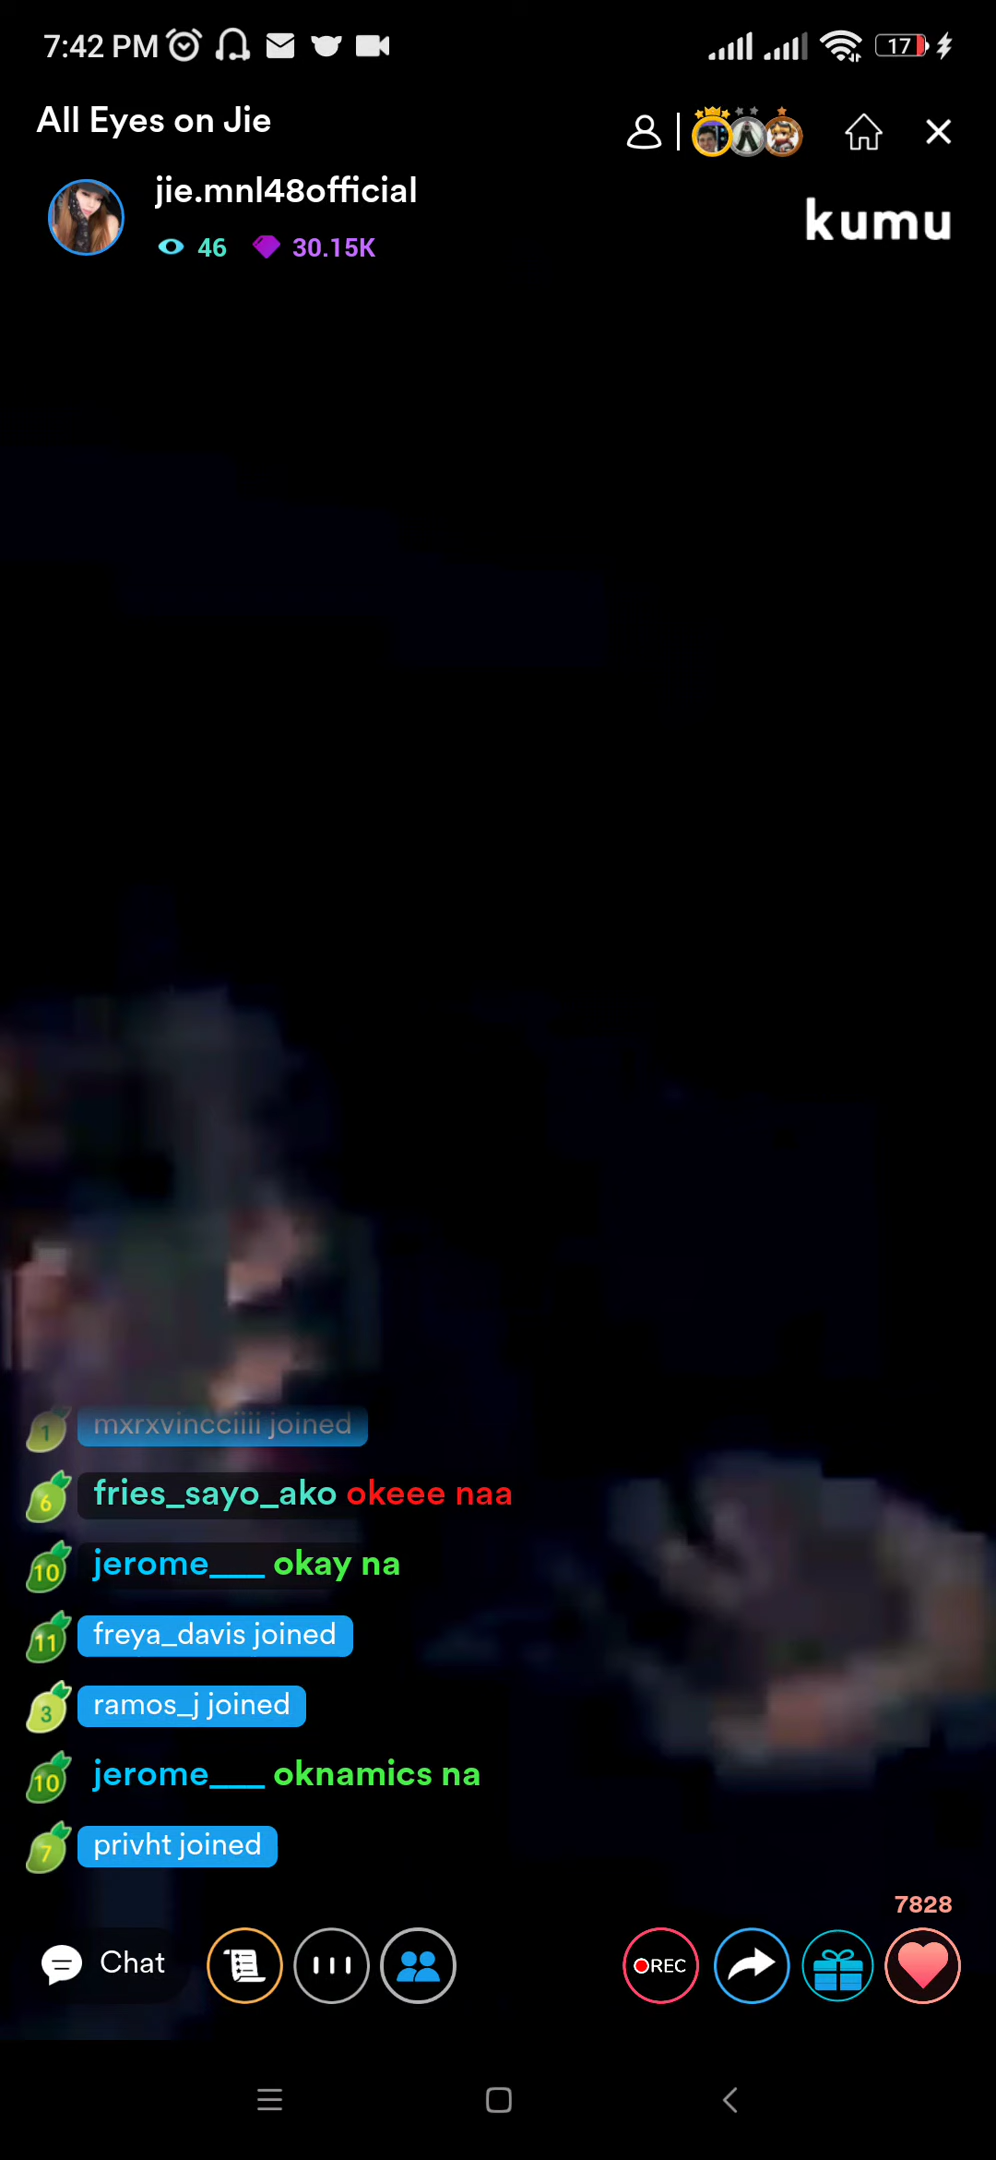 7:42 PM
17
All Eyes on Jie
jie.mnl48official
46 30.15K
kumu
1 mxrxvincciiii joined
6 fries_sayo_ako okeee naa
10 jerome___ okay na
11 freya_davis joined
3 ramos_j joined
10 jerome___ oknamics na
7 privht joined
7828
Chat
REC